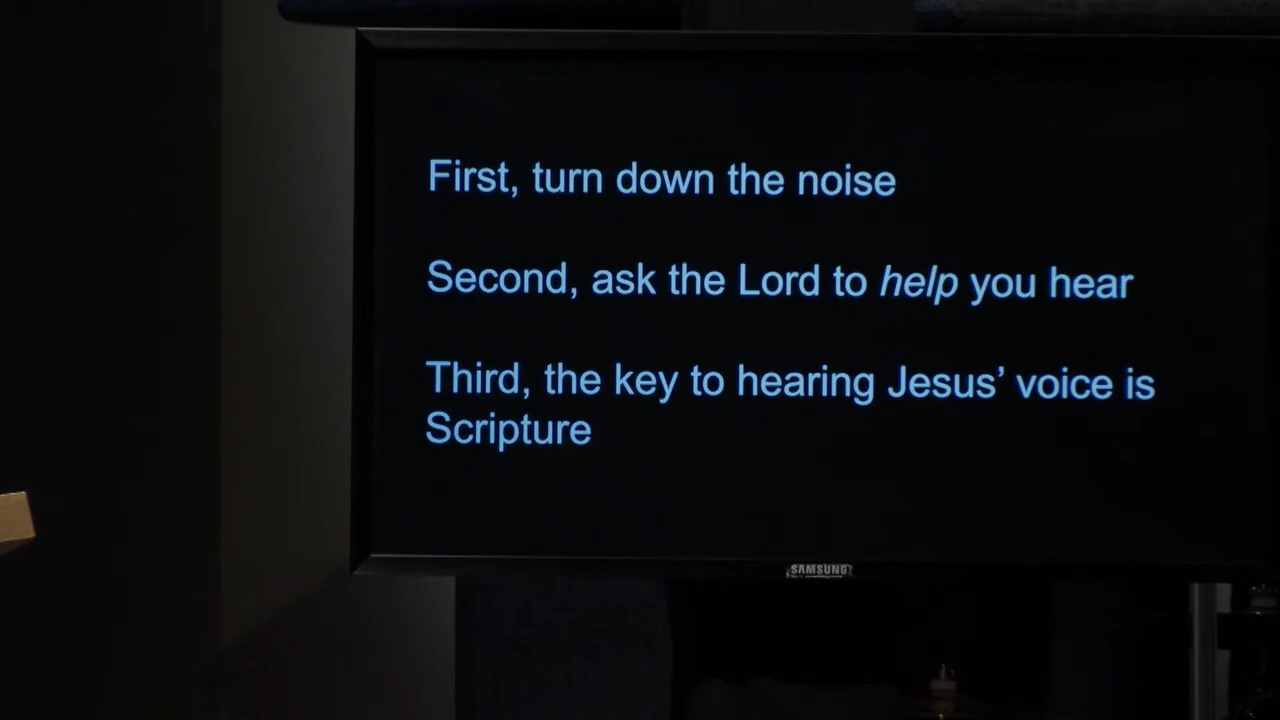 First, turn down the noise
Second, ask the Lord to help you hear
Third, the key to hearing Jesus’ voice is
Scripture
SAMSUNG